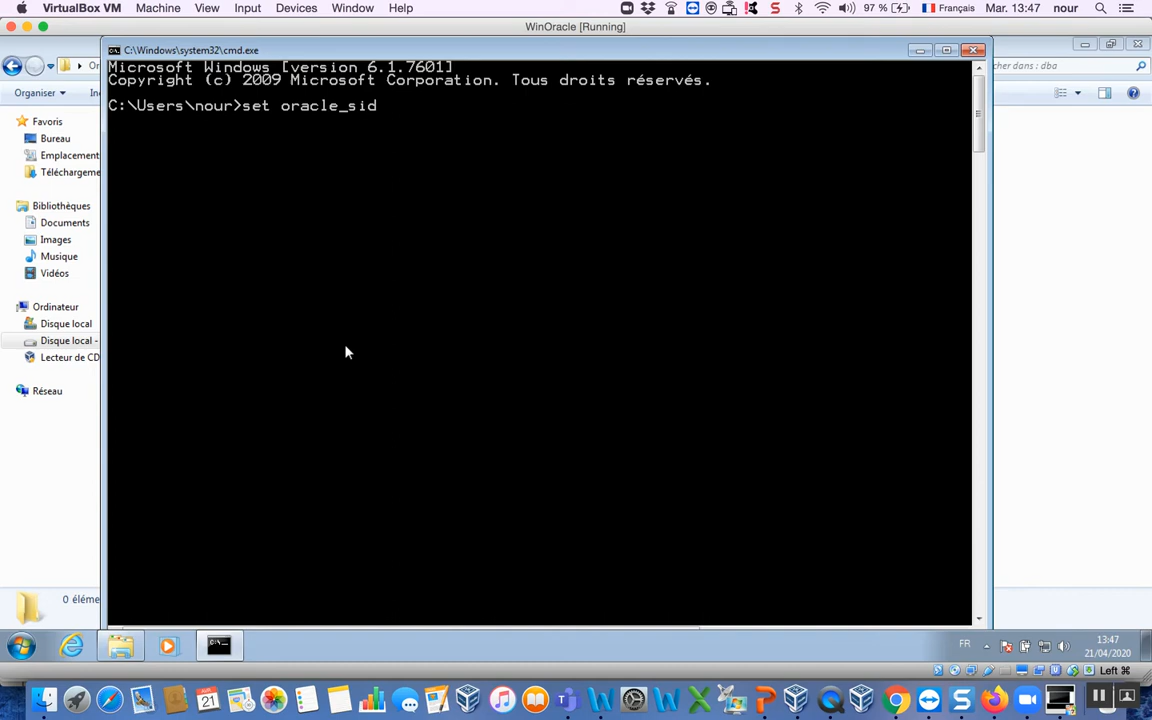 VirtualBox VM Machine View Input Devices Window Help 97 % Français Mar. 13:47 nour
WinOracle [Running]
C:\Windows\system32\cmd.exe
Or
cher dans : dba
Organiser
Microsoft Windows [version 6.1.7601]
Copyright (c) 2009 Microsoft Corporation. Tous droits réservés.
C:\Users\nour>set oracle_sid
Favoris
Bureau
Emplacement
Téléchargeme
Bibliothèques
Documents
Images
Musique
Vidéos
Ordinateur
Disque local
Disque local -
Lecteur de CD
Réseau
0 éléme
FR
13:47
21/04/2020
Left ⌘